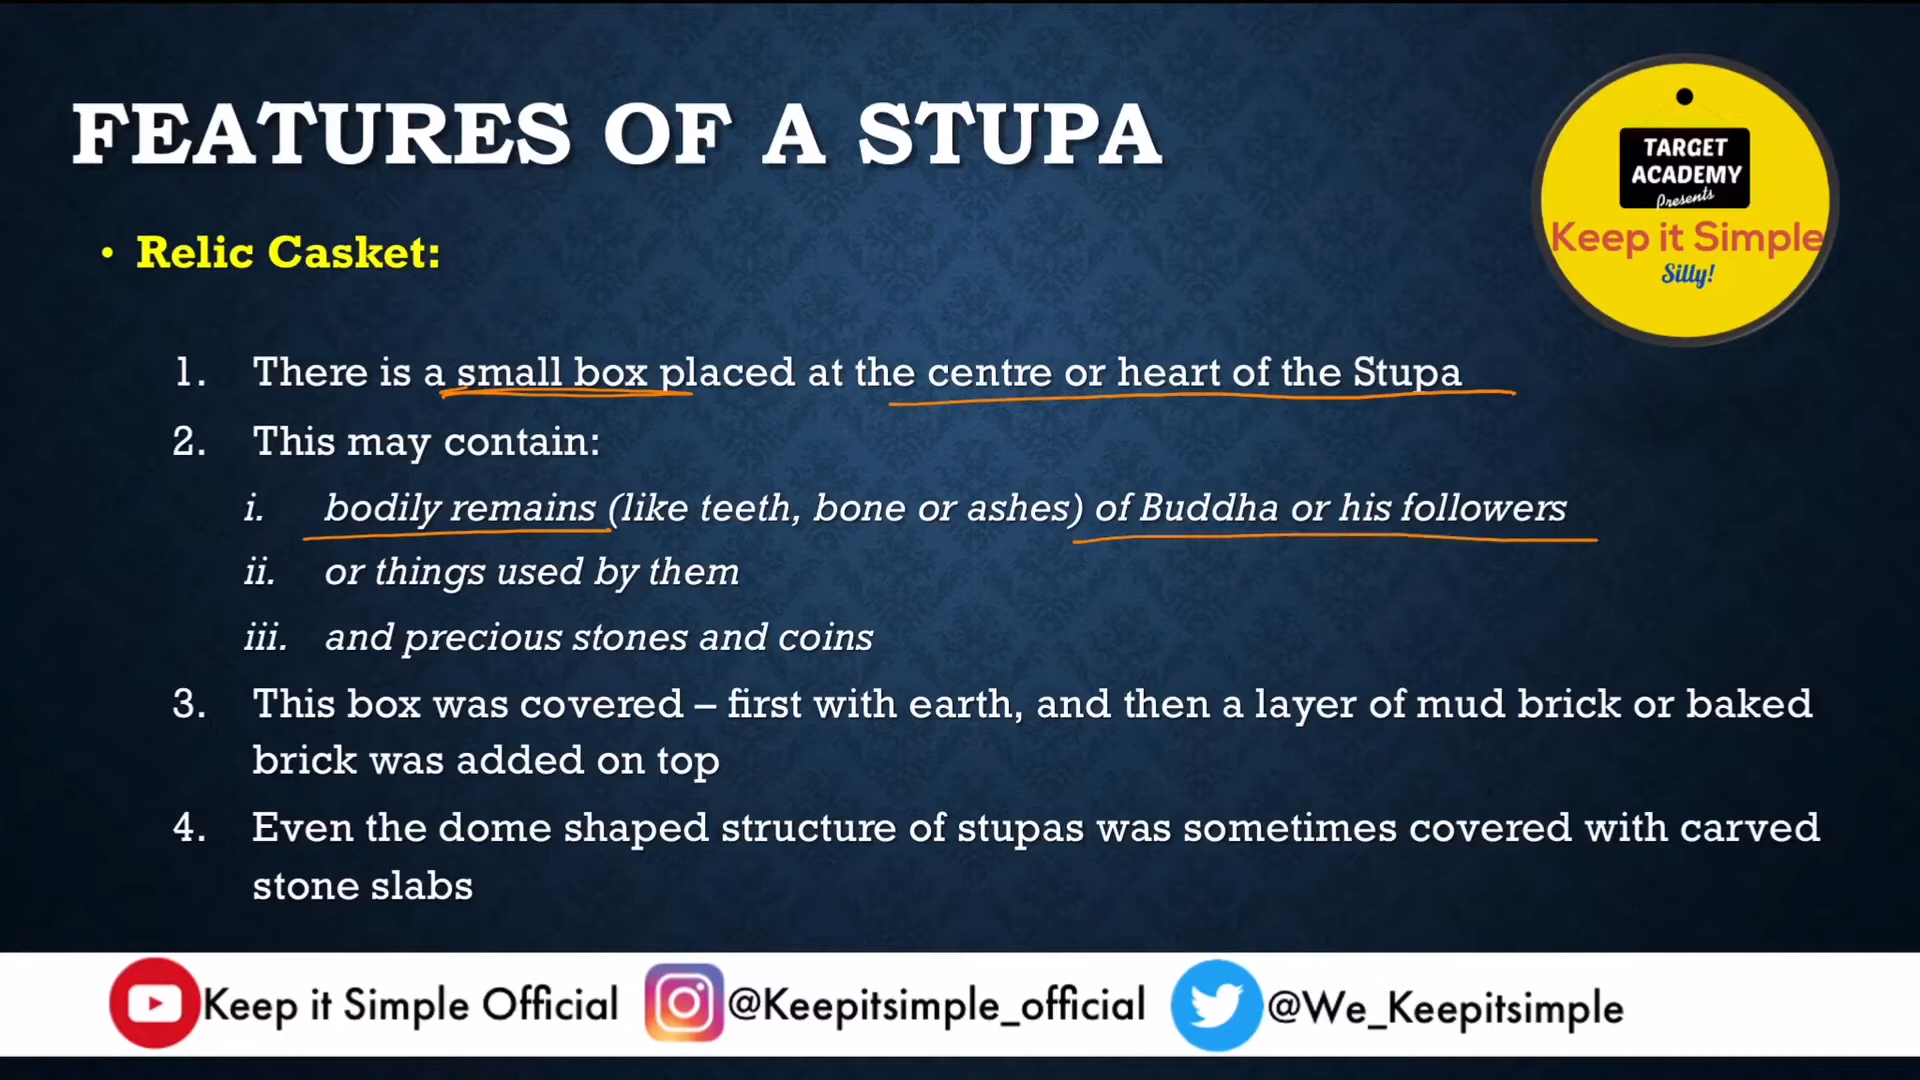 FEATURES OF A STUPA
TARGET
ACADEMY
Presents
Keep it Simple
Silly!
• Relic Casket:
1. There is a small box placed at the centre or heart of the Stupa
2. This may contain:
i. bodily remains (like teeth, bone or ashes) of Buddha or his followers
ii. or things used by them
iii. and precious stones and coins
3. This box was covered – first with earth, and then a layer of mud brick or baked
brick was added on top
4. Even the dome shaped structure of stupas was sometimes covered with carved
stone slabs
Keep it Simple Official @Keepitsimple_official @We_Keepitsimple